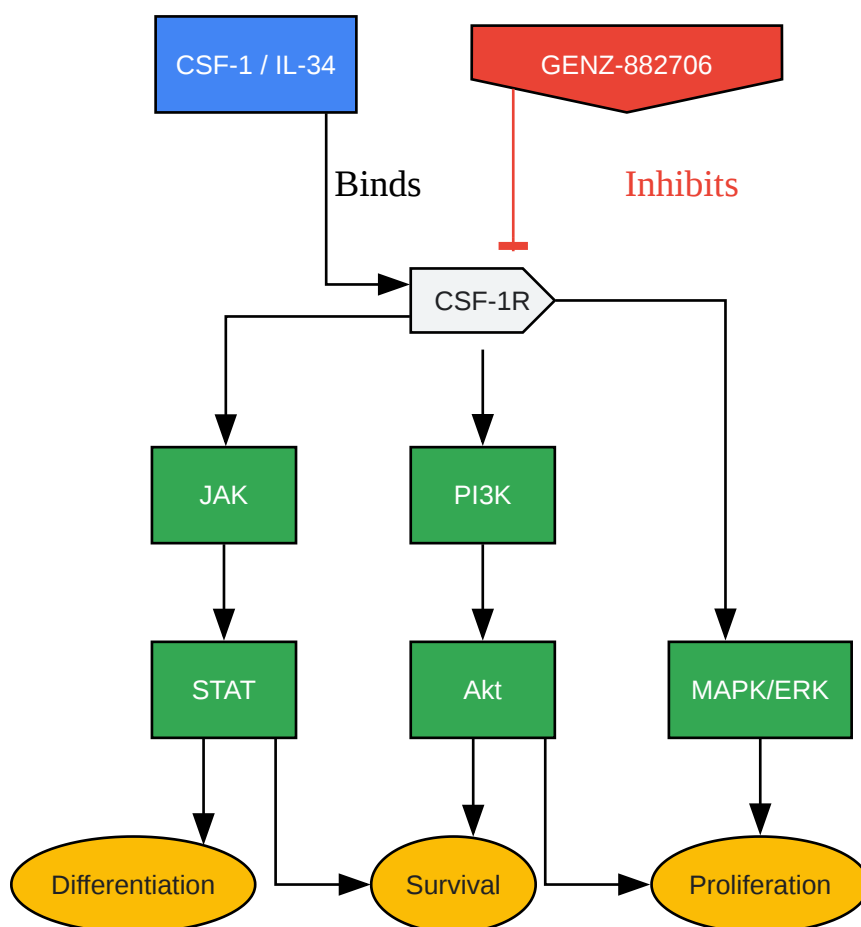 CSF-1 / IL-34
GENZ-882706
Binds
Inhibits
CSF-1R
JAK
PI3K
STAT
Akt
MAPK/ERK
Differentiation
Survival
Proliferation